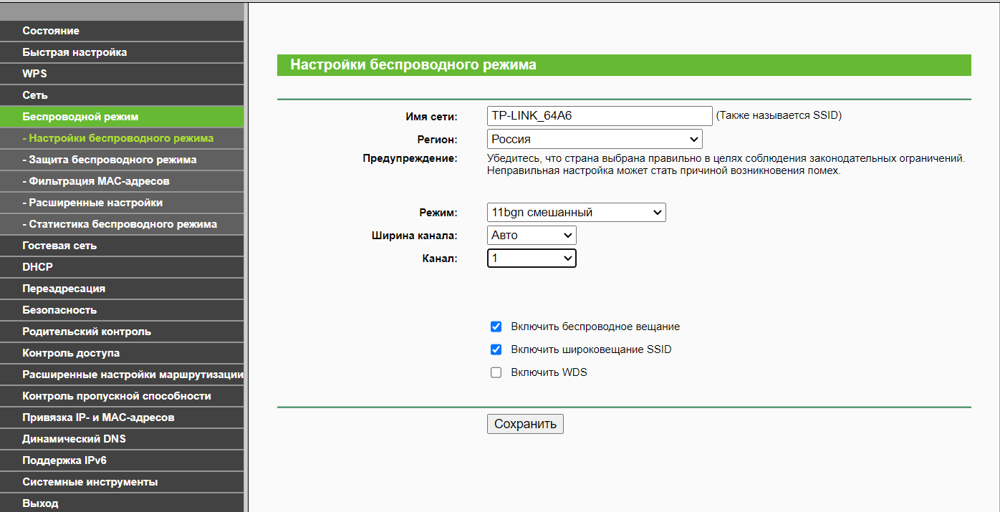 Состояние
Быстрая настройка
WPS
Сеть
Беспроводной режим
- Настройки беспроводного режима
- Защита беспроводного режима
- Фильтрация MAC-адресов
- Расширенные настройки
- Статистика беспроводного режима
Гостевая сеть
DHCP
Переадресация
Безопасность
Родительский контроль
Контроль доступа
Расширенные настройки маршрутизации
Контроль пропускной способности
Привязка IP- и MAC-адресов
Динамический DNS
Поддержка IPv6
Системные инструменты
Выход
Настройки беспроводного режима
Имя сети: TP-LINK_64A6 (Также называется SSID)
Регион: Россия
Предупреждение: Убедитесь, что страна выбрана правильно в целях соблюдения законодательных ограничений.
Неправильная настройка может стать причиной возникновения помех.
Режим: 11bgn смешанный
Ширина канала: Авто
Канал: 1
Включить беспроводное вещание
Включить широковещание SSID
Включить WDS
Сохранить